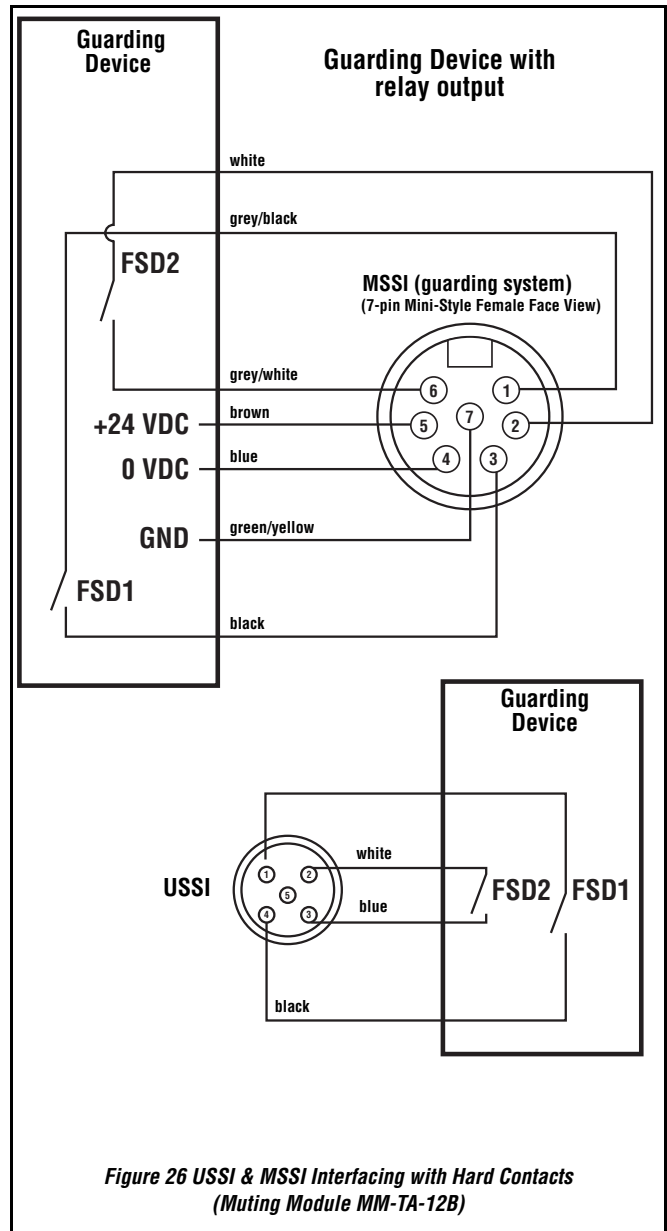 Guarding
Device
Guarding Device with
relay output
white
grey/black
FSD2
MSSI (guarding system)
(7-pin Mini-Style Female Face View)
grey/white
6
1
+24 VDC
brown
5
7
2
0 VDC
blue
4
3
GND
green/yellow
FSD1
black
Guarding
Device
USSI
white
1
2
5
FSD2
FSD1
blue
4
3
black
Figure 26 USSI & MSSI Interfacing with Hard Contacts
(Muting Module MM-TA-12B)